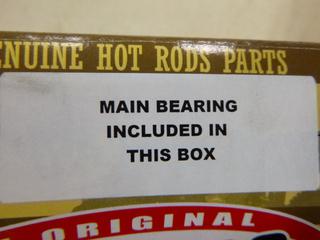 ENUINE HOT RODS PARTS
MAIN BEARING
INCLUDED IN
THIS BOX
ORIGINAL